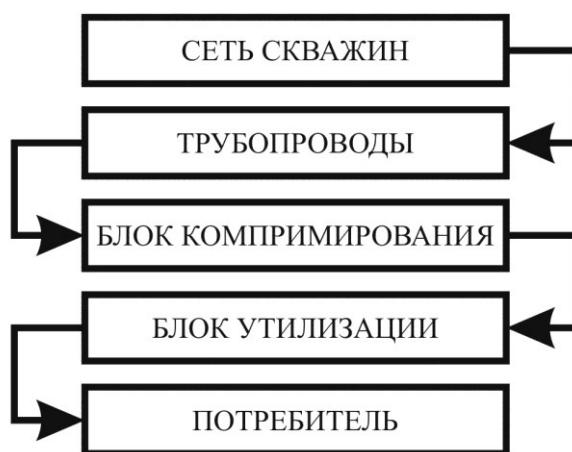 СЕТЬ СКВАЖИН
ТРУБОПРОВОДЫ
БЛОК КОМПРИМИРОВАНИЯ
БЛОК УТИЛИЗАЦИИ
ПОТРЕБИТЕЛЬ